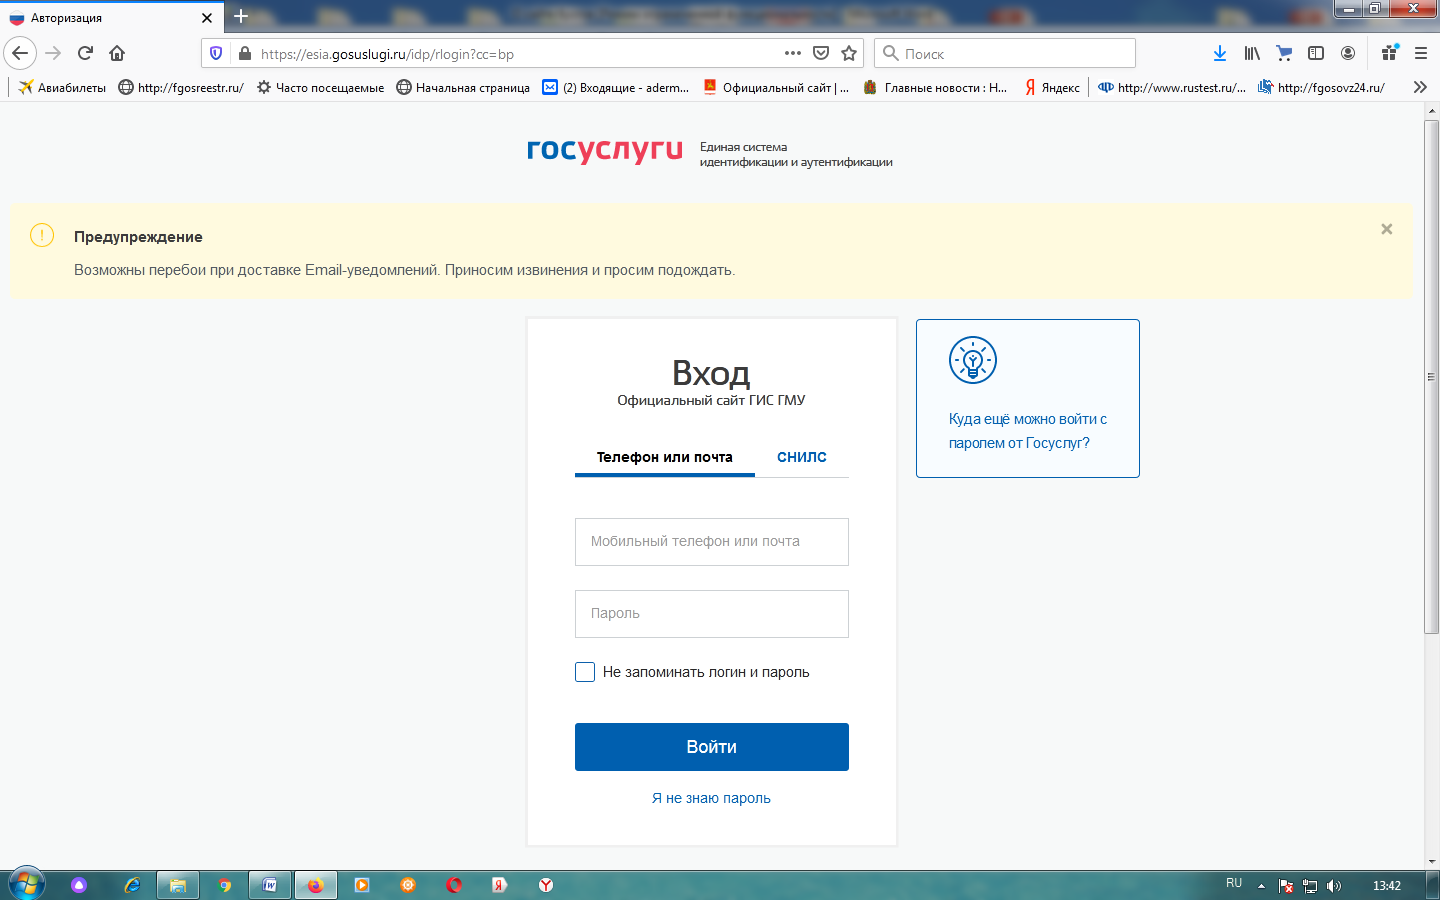 Авторизация
https://esia.gosuslugi.ru/idp/rlogin?cc=bp
Поиск
Авиабилеты
http://fgosreestr.ru/
Часто посещаемые
Начальная страница
(2) Входящие - aderm...
Официальный сайт | ...
Главные новости : Н...
Яндекс
http://www.rustest.ru/...
http://fgosovz24.ru/
госуслуги
Единая система
идентификации и аутентификации
Предупреждение
Возможны перебои при доставке Email-уведомлений. Приносим извинения и просим подождать.
Вход
Официальный сайт ГИС ГМУ
Телефон или почта
СНИЛС
Мобильный телефон или почта
Пароль
Не запоминать логин и пароль
Войти
Я не знаю пароль
Куда ещё можно войти с
паролем от Госуслуг?
RU
13:42